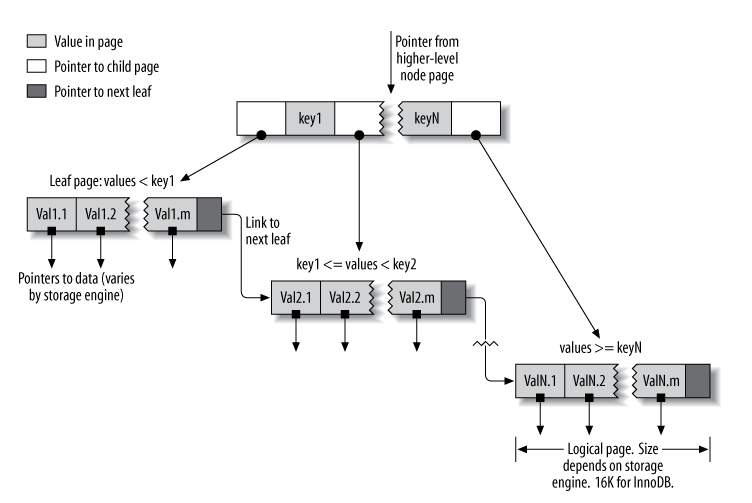 Value in page
Pointer to child page
Pointer to next leaf
Pointer from
higher-level
node page
key1
keyN
Leaf page: values < key1
Val1.1
Val1.2
Val1.m
Link to
next leaf
Pointers to data (varies
by storage engine)
key1 <= values < key2
Val2.1
Val2.2
Val2.m
values >= keyN
ValN.1
ValN.2
ValN.m
Logical page. Size
depends on storage
engine. 16K for InnoDB.